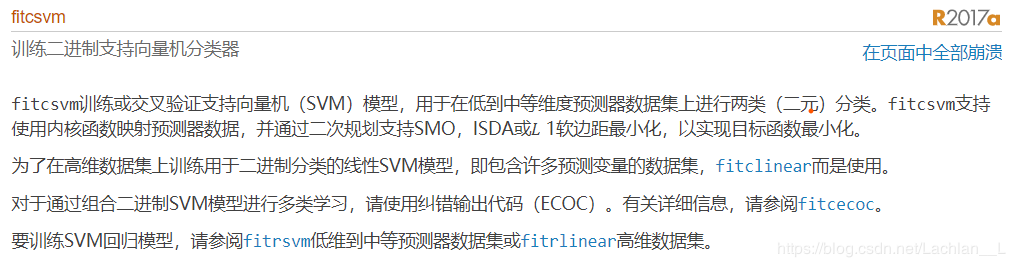 fitcsvm
R2017a
训练二进制支持向量机分类器
在页面中全部崩溃
fitcsvm训练或交叉验证支持向量机（SVM）模型，用于在低到中等维度预测器数据集上进行两类（二元）分类。fitcsvm支持
使用内核函数映射预测器数据，并通过二次规划支持SMO，ISDA或L 1软边距最小化，以实现目标函数最小化。
为了在高维数据集上训练用于二进制分类的线性SVM模型，即包含许多预测变量的数据集，fitclinear而是使用。
对于通过组合二进制SVM模型进行多类学习，请使用纠错输出代码（ECOC）。有关详细信息，请参阅fitcecoc。
要训练SVM回归模型，请参阅fitrsvm低维到中等预测器数据集或fitrlinear高维数据集。
https://blog.csdn.net/Lachlan__L